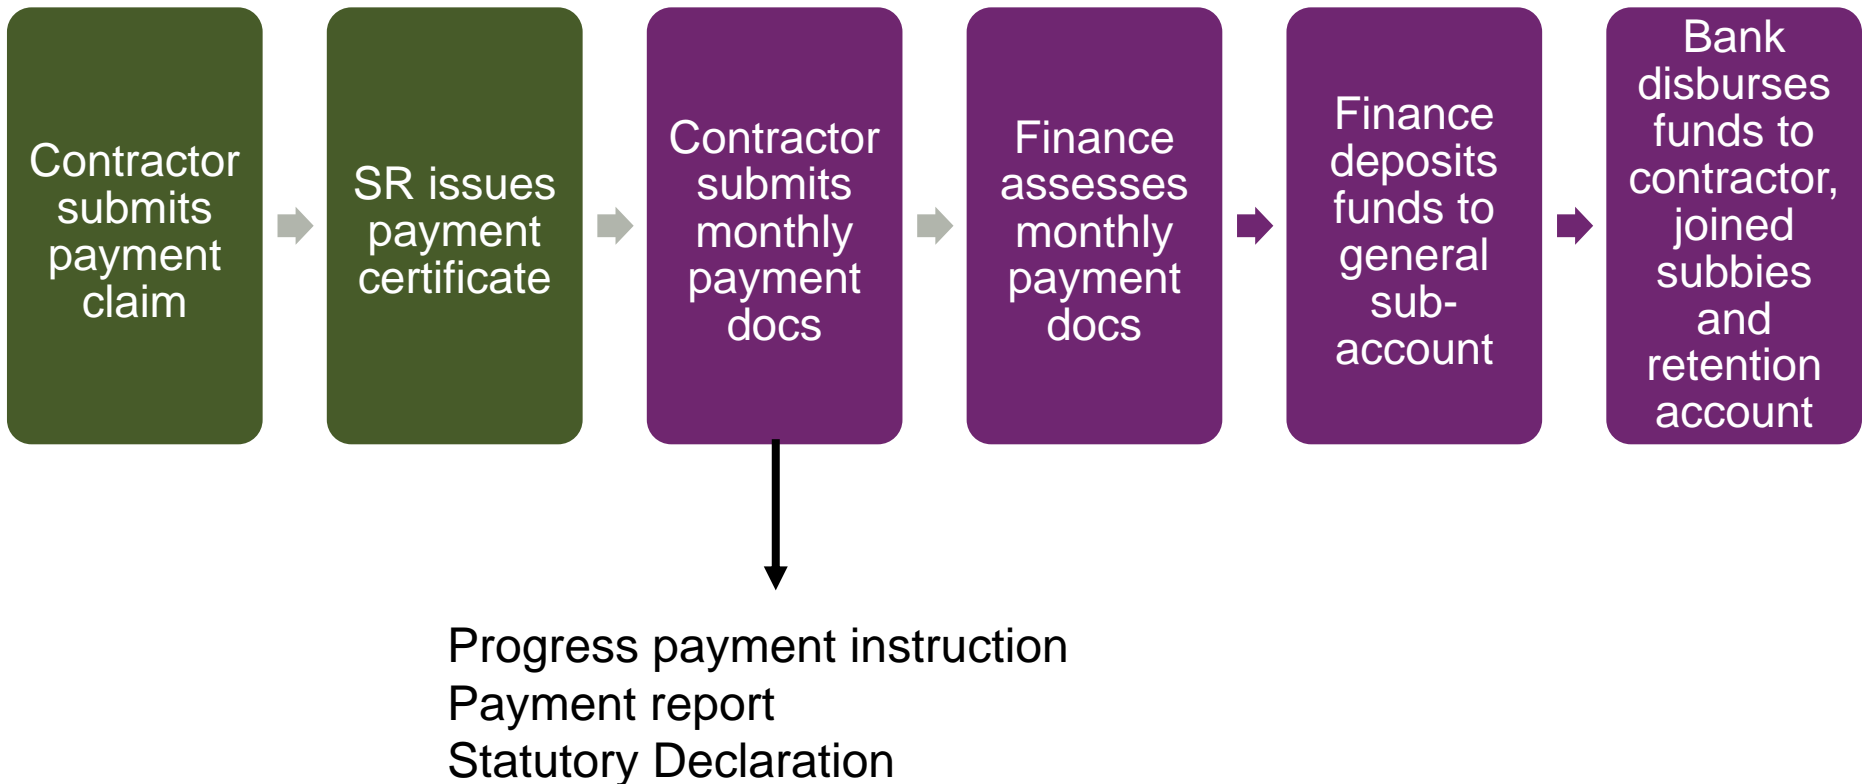 Contractor
submits
payment
claim
SR issues
payment
certificate
Contractor
submits
monthly
payment
docs
Finance
assesses
monthly
payment
docs
Finance
deposits
funds to
general
sub-
account
Bank
disburses
funds to
contractor,
joined
subbies
and
retention
account
Progress payment instruction
Payment report
Statutory Declaration